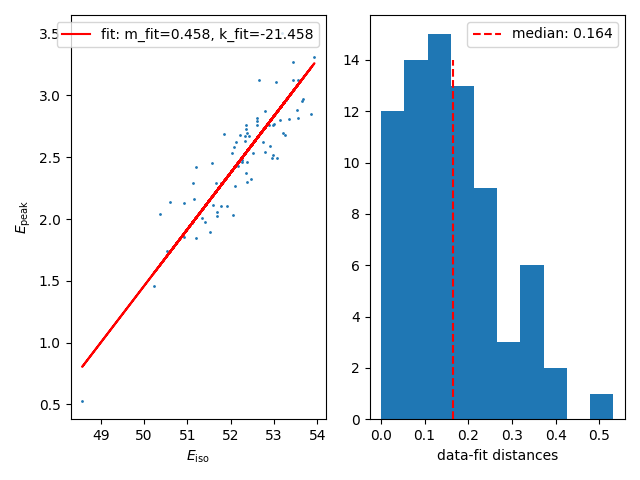 fit: m_fit=0.458, k_fit=-21.458
3.5
3.0
2.5
2.0
1.5
1.0
0.5
E_peak
49 50 51 52 53 54
E_iso
median: 0.164
14
12
10
8
6
4
2
0
0.0 0.1 0.2 0.3 0.4 0.5
data-fit distances